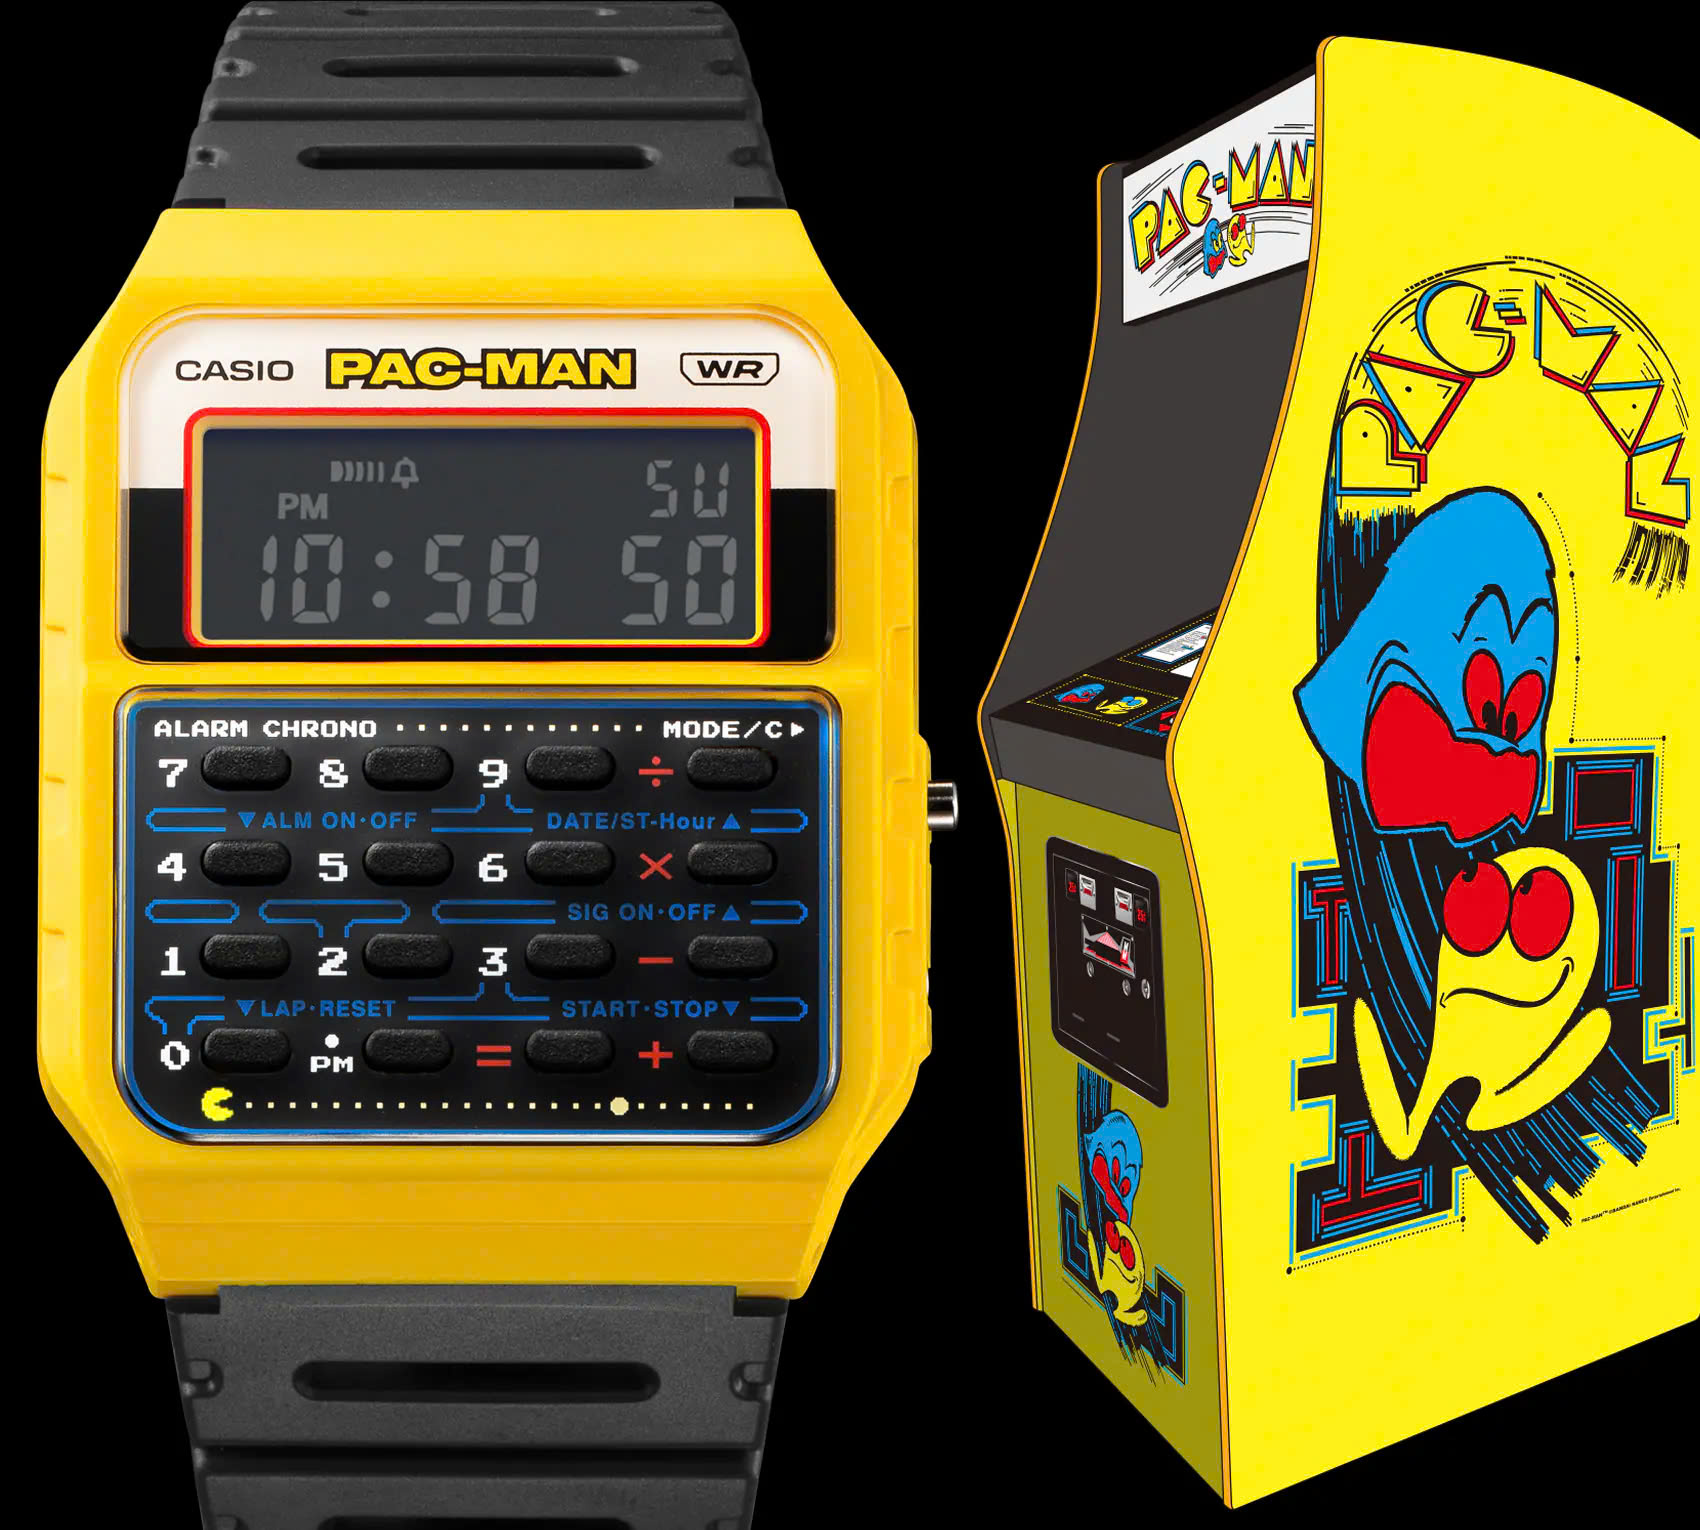 CASIO PAC-MAN WR
SU
PM
10:58 50
ALARM CHRONO MODE/C
7 8 9 ÷
ALM ON·OFF DATE/ST-Hour
4 5 6 ×
SIG ON·OFF
1 2 3 −
LAP·RESET START·STOP
0 . PM = +
PAC-MAN
PAC-MAN
25¢ 25¢